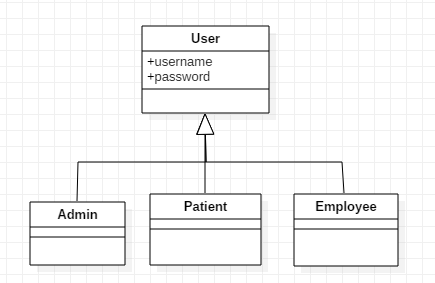 User
+username
+password
Admin
Patient
Employee